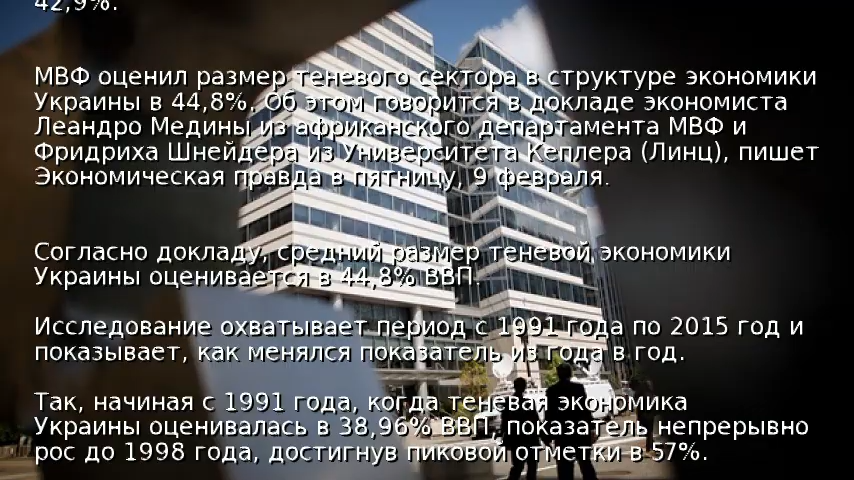 42,9%.
МВФ оценил размер теневого сектора в структуре экономики
Украины в 44,8%. Об этом говорится в докладе экономиста
Леандро Медины из африканского департамента МВФ и
Фридриха Шнейдера из Университета Кеплера (Линц), пишет
Экономическая правда в пятницу, 9 февраля.
Согласно докладу, средний размер теневой экономики
Украины оценивается в 44,8% ВВП.
Исследование охватывает период с 1991 года по 2015 год и
показывает, как менялся показатель из года в год.
Так, начиная с 1991 года, когда теневая экономика
Украины оценивалась в 38,96% ВВП, показатель непрерывно
рос до 1998 года, достигнув пиковой отметки в 57%.